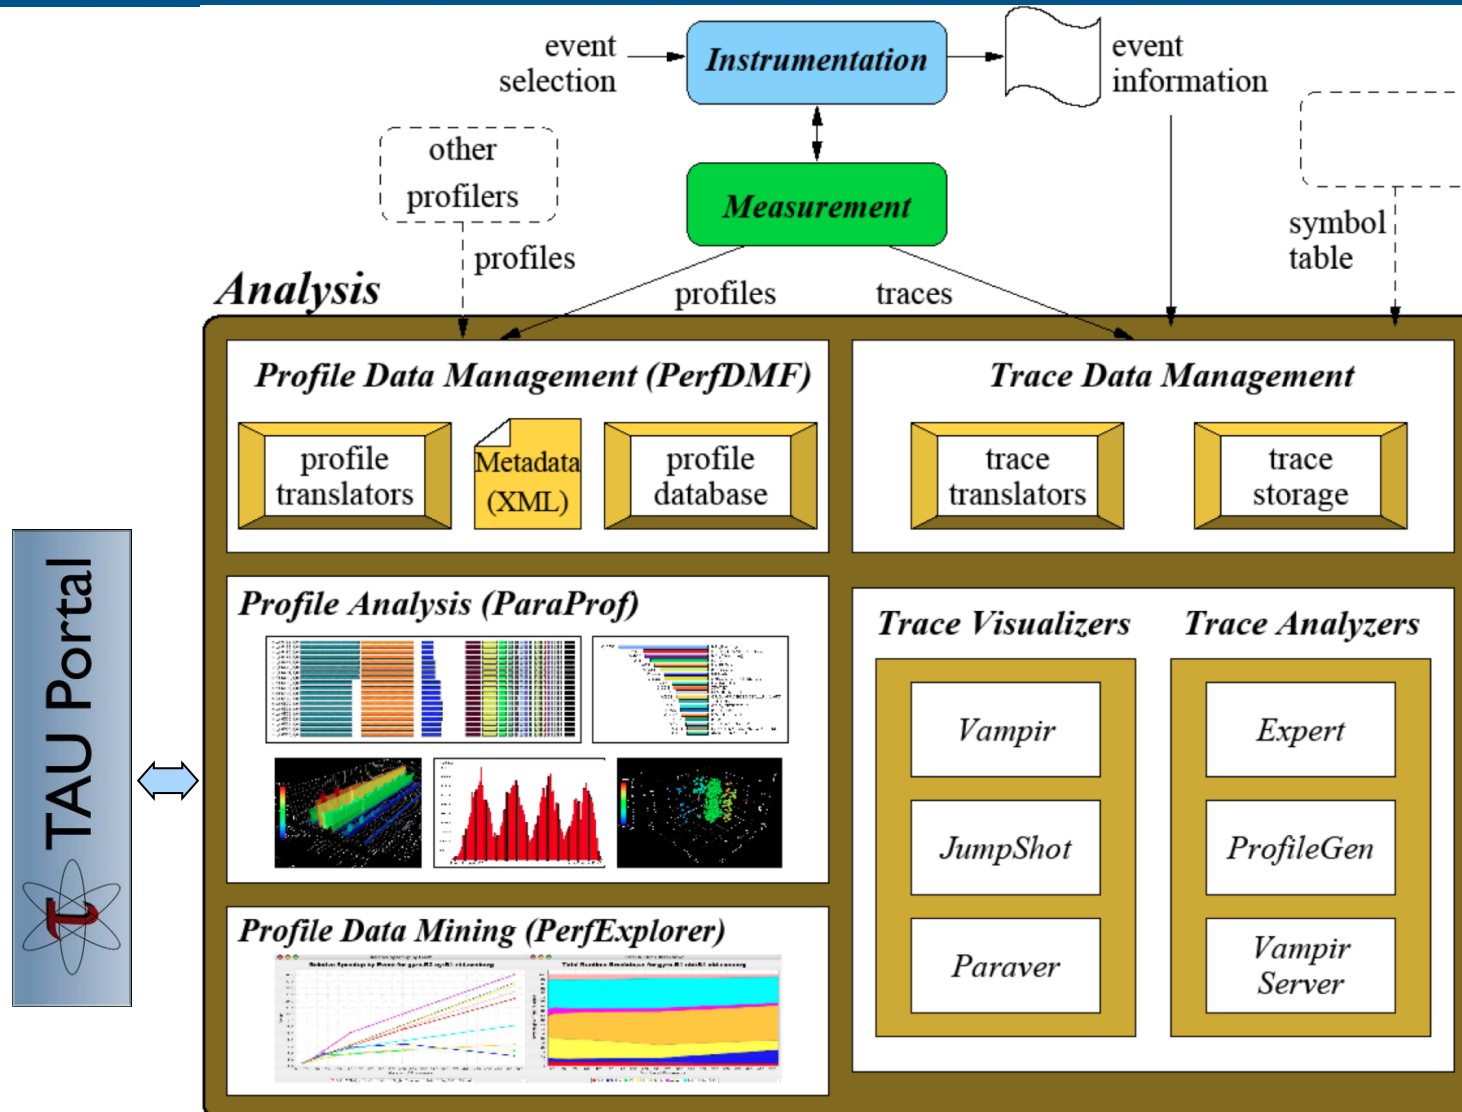 event
selection
Instrumentation
event
information
other
profilers
Measurement
symbol
table
profiles
profiles
traces
Analysis
Profile Data Management (PerfDMF)
profile
translators
Metadata
(XML)
profile
database
Trace Data Management
trace
translators
trace
storage
TAU Portal
Profile Analysis (ParaProf)
Trace Visualizers
Vampir
JumpShot
Paraver
Trace Analyzers
Expert
ProfileGen
Vampir
Server
Profile Data Mining (PerfExplorer)